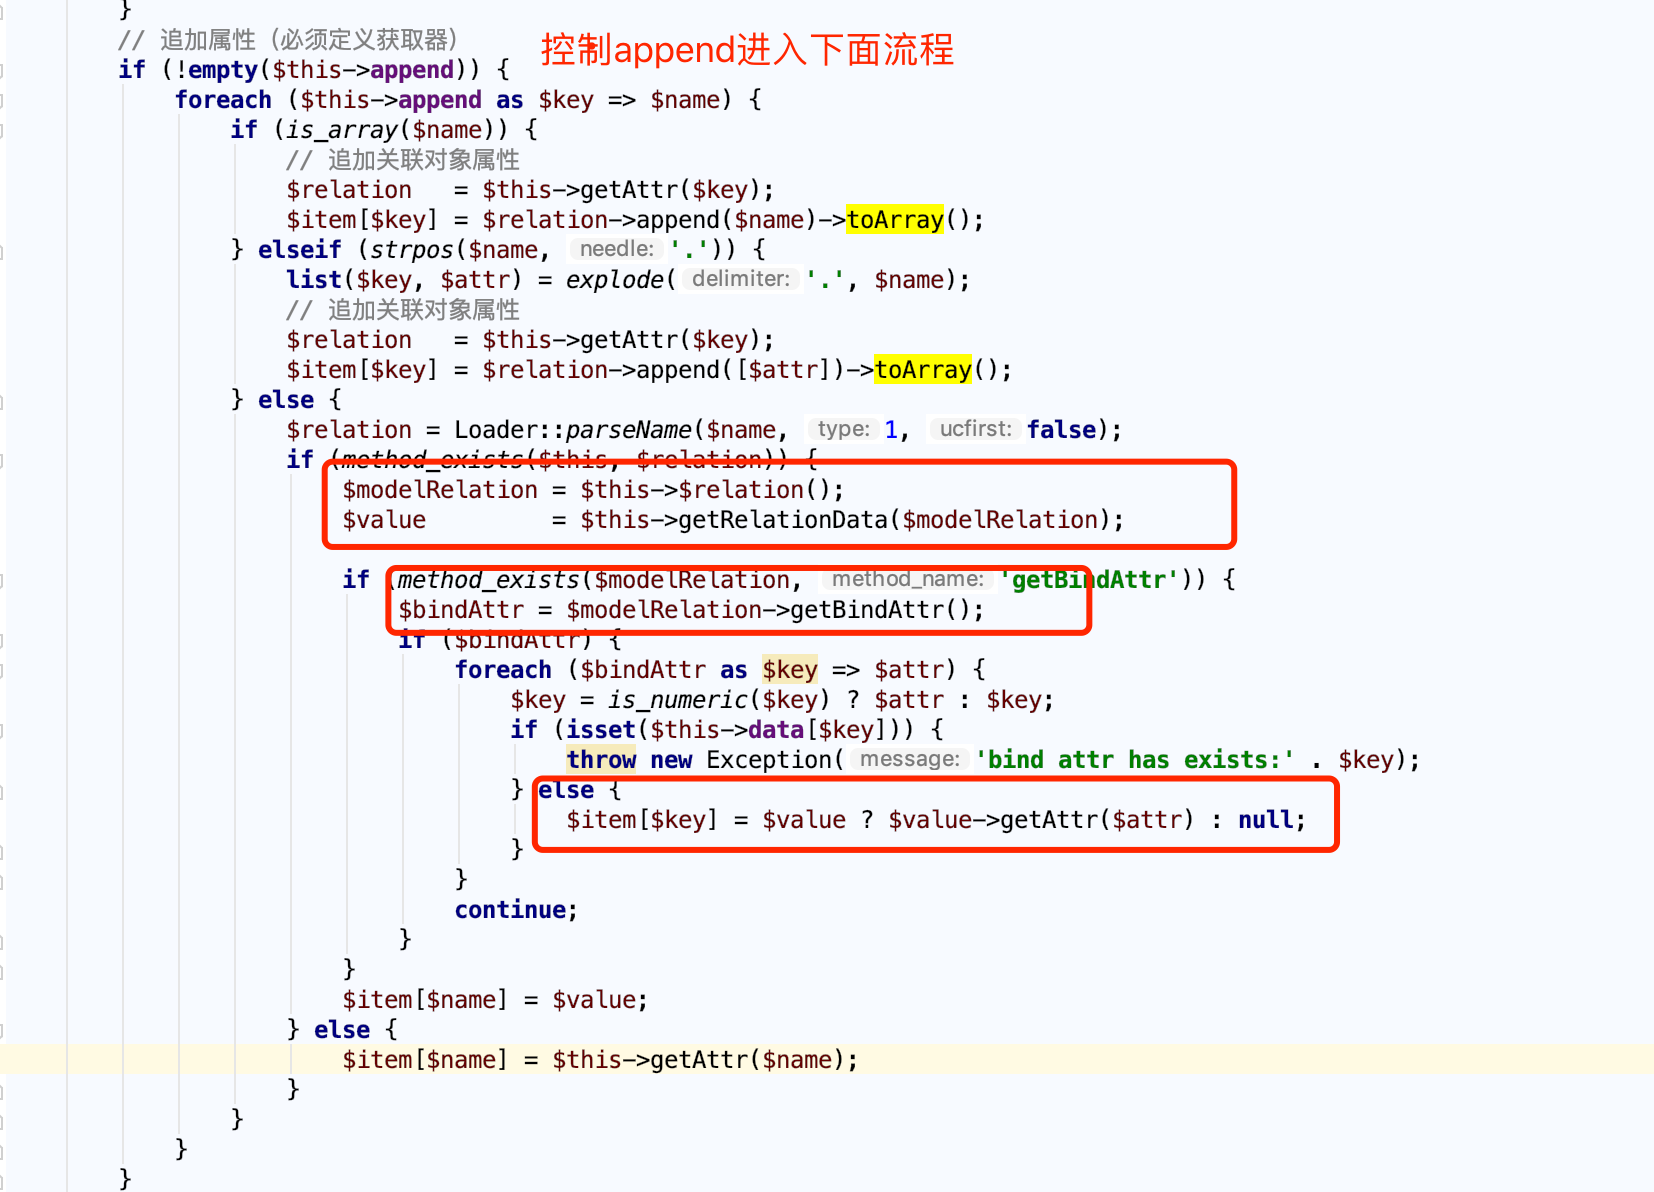 }
// 追加属性（必须定义获取器）
控制append进入下面流程
if (!empty($this->append)) {
foreach ($this->append as $key => $name) {
if (is_array($name)) {
// 追加关联对象属性
$relation   = $this->getAttr($key);
$item[$key] = $relation->append($name)->toArray();
} elseif (strpos($name, needle: '.')) {
list($key, $attr) = explode( delimiter: '.', $name);
// 追加关联对象属性
$relation   = $this->getAttr($key);
$item[$key] = $relation->append([$attr])->toArray();
} else {
$relation = Loader::parseName($name, type: 1, ucfirst: false);
if (method_exists($this, $relation)) {
$modelRelation = $this->$relation();
$value         = $this->getRelationData($modelRelation);
if (method_exists($modelRelation, method_name: 'getBindAttr')) {
$bindAttr = $modelRelation->getBindAttr();
if ($bindAttr) {
foreach ($bindAttr as $key => $attr) {
$key = is_numeric($key) ? $attr : $key;
if (isset($this->data[$key])) {
throw new Exception( message: 'bind attr has exists:' . $key);
} else {
$item[$key] = $value ? $value->getAttr($attr) : null;
}
}
continue;
}
}
$item[$name] = $value;
} else {
$item[$name] = $this->getAttr($name);
}
}
}
}